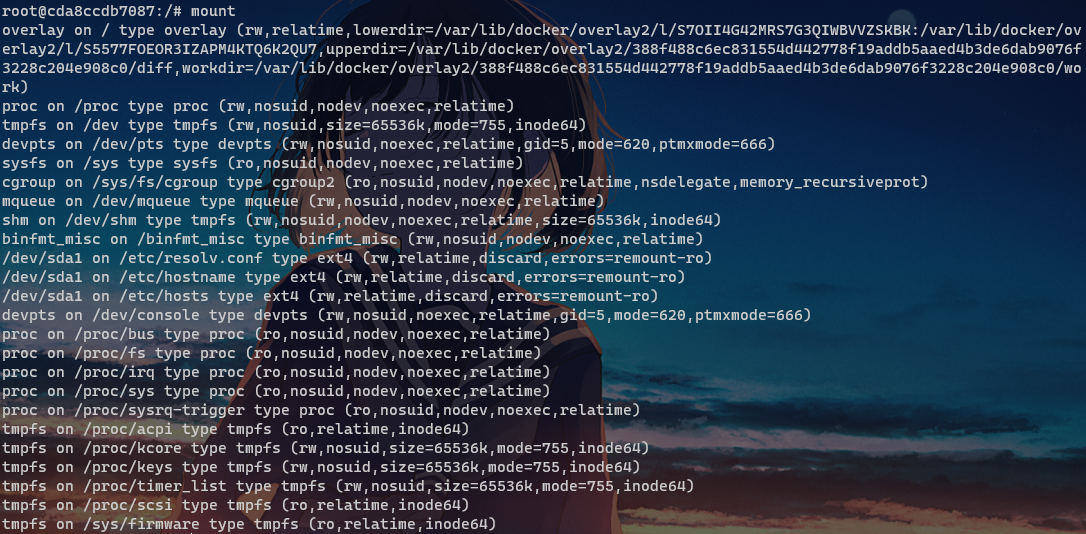 root@cda8ccdb7087:/# mount
overlay on / type overlay (rw,relatime,lowerdir=/var/lib/docker/overlay2/l/S7OII4G42MRS7G3QIWBVVZSKBK:/var/lib/docker/ov
erlay2/l/S5577FOEOR3IZAPM4KTQ6K2QU7,upperdir=/var/lib/docker/overlay2/388f488c6ec831554d442778f19addb5aaed4b3de6dab9076f
3228c204e908c0/diff,workdir=/var/lib/docker/overlay2/388f488c6ec831554d442778f19addb5aaed4b3de6dab9076f3228c204e908c0/wo
rk)
proc on /proc type proc (rw,nosuid,nodev,noexec,relatime)
tmpfs on /dev type tmpfs (rw,nosuid,size=65536k,mode=755,inode64)
devpts on /dev/pts type devpts (rw,nosuid,noexec,relatime,gid=5,mode=620,ptmxmode=666)
sysfs on /sys type sysfs (ro,nosuid,nodev,noexec,relatime)
cgroup on /sys/fs/cgroup type cgroup2 (ro,nosuid,nodev,noexec,relatime,nsdelegate,memory_recursiveprot)
mqueue on /dev/mqueue type mqueue (rw,nosuid,nodev,noexec,relatime)
shm on /dev/shm type tmpfs (rw,nosuid,nodev,noexec,relatime,size=65536k,inode64)
binfmt_misc on /binfmt_misc type binfmt_misc (rw,nosuid,nodev,noexec,relatime)
/dev/sda1 on /etc/resolv.conf type ext4 (rw,relatime,discard,errors=remount-ro)
/dev/sda1 on /etc/hostname type ext4 (rw,relatime,discard,errors=remount-ro)
/dev/sda1 on /etc/hosts type ext4 (rw,relatime,discard,errors=remount-ro)
devpts on /dev/console type devpts (rw,nosuid,noexec,relatime,gid=5,mode=620,ptmxmode=666)
proc on /proc/bus type proc (ro,nosuid,nodev,noexec,relatime)
proc on /proc/fs type proc (ro,nosuid,nodev,noexec,relatime)
proc on /proc/irq type proc (ro,nosuid,nodev,noexec,relatime)
proc on /proc/sys type proc (ro,nosuid,nodev,noexec,relatime)
proc on /proc/sysrq-trigger type proc (ro,nosuid,nodev,noexec,relatime)
tmpfs on /proc/acpi type tmpfs (ro,relatime,inode64)
tmpfs on /proc/kcore type tmpfs (rw,nosuid,size=65536k,mode=755,inode64)
tmpfs on /proc/keys type tmpfs (rw,nosuid,size=65536k,mode=755,inode64)
tmpfs on /proc/timer_list type tmpfs (rw,nosuid,size=65536k,mode=755,inode64)
tmpfs on /proc/scsi type tmpfs (ro,relatime,inode64)
tmpfs on /sys/firmware type tmpfs (ro,relatime,inode64)